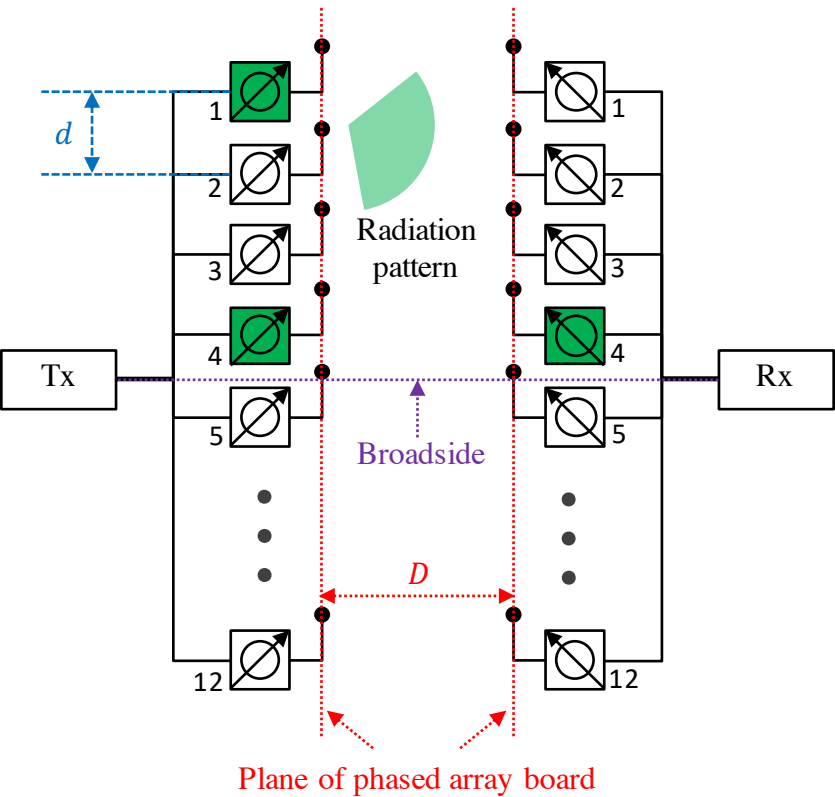 1
1
d
2
2
Radiation
pattern
3
3
4
4
Tx
Rx
5
5
Broadside
D
12
12
Plane of phased array board